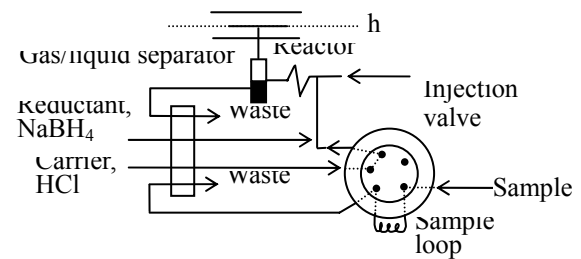 h
Gas/liquid separator
Reactor
Injection
valve
Waste
Reductant,
NaBH4
Carrier,
HCl
Waste
Sample
Sample
loop